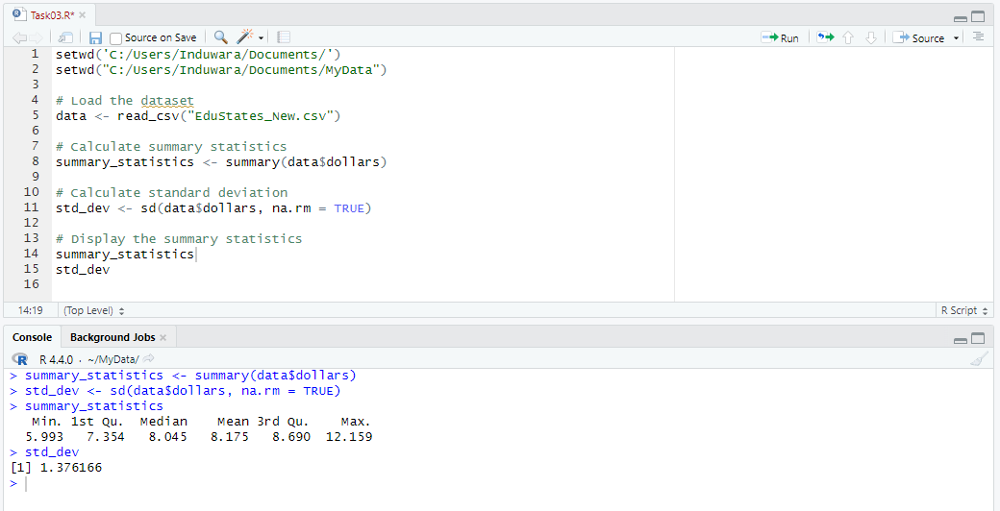 Task03.R*
Source on Save
Run
Source
1 setwd('C:/Users/Induwara/Documents/')
2 setwd("C:/Users/Induwara/Documents/MyData")
3
4 # Load the dataset
5 data <- read_csv("EduStates_New.csv")
6
7 # Calculate summary statistics
8 summary_statistics <- summary(data$dollars)
9
10 # Calculate standard deviation
11 std_dev <- sd(data$dollars, na.rm = TRUE)
12
13 # Display the summary statistics
14 summary_statistics
15 std_dev
16
14:19 (Top Level) R Script
Console Background Jobs
R R 4.4.0 · ~/MyData/
> summary_statistics <- summary(data$dollars)
> std_dev <- sd(data$dollars, na.rm = TRUE)
> summary_statistics
Min. 1st Qu. Median Mean 3rd Qu. Max.
5.993 7.354 8.045 8.175 8.690 12.159
> std_dev
[1] 1.376166
>